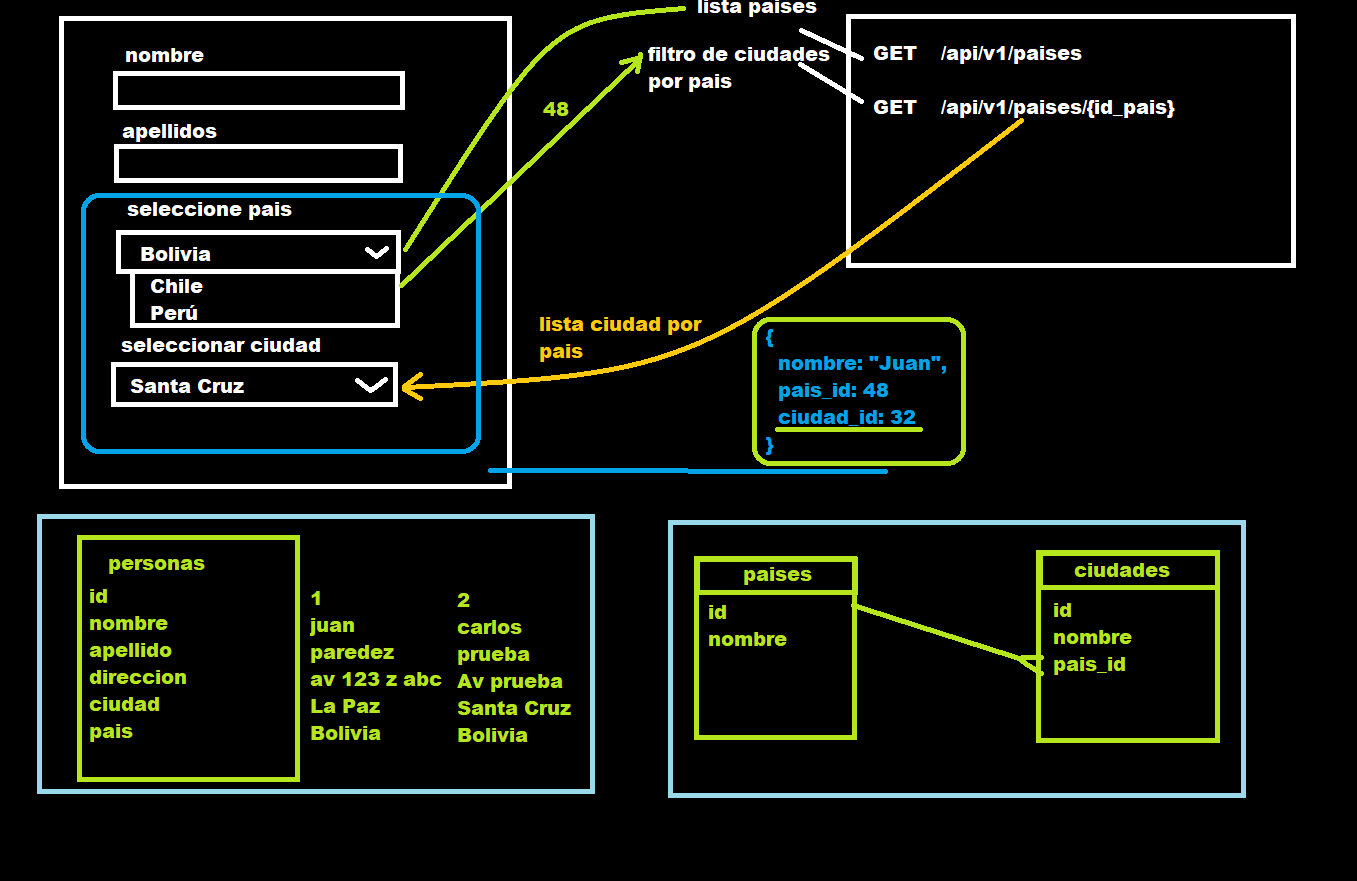 lista paises
nombre
filtro de ciudades
por pais
GET /api/v1/paises
48
GET /api/v1/paises/{id_pais}
apellidos
seleccione pais
Bolivia
Chile
Perú
seleccionar ciudad
Santa Cruz
lista ciudad por
pais
{
nombre: "Juan",
pais_id: 48
ciudad_id: 32
}
personas
id
nombre
apellido
direccion
ciudad
pais
1
juan
paredez
av 123 z abc
La Paz
Bolivia
2
carlos
prueba
Av prueba
Santa Cruz
Bolivia
paises
id
nombre
ciudades
id
nombre
pais_id